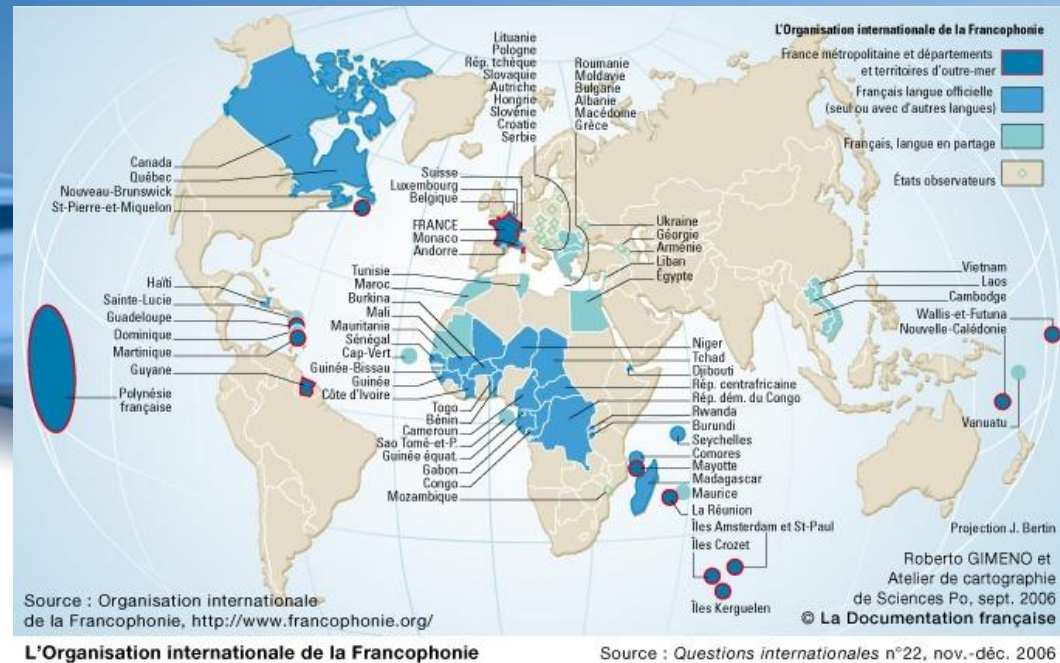 L'Organisation internationale de la Francophonie
France métropolitaine et départements
et territoires d'outre-mer
Français langue officielle
(seul ou avec d'autres langues)
Français, langue en partage
États observateurs
Lituanie
Pologne
Rép. tchèque
Slovaquie
Autriche
Hongrie
Slovénie
Croatie
Serbie
Roumanie
Moldavie
Bulgarie
Albanie
Macédoine
Grèce
Canada
Québec
Nouveau-Brunswick
St-Pierre-et-Miquelon
Suisse
Luxembourg
Belgique
FRANCE
Monaco
Andorre
Ukraine
Géorgie
Arménie
Liban
Égypte
Haïti
Sainte-Lucie
Guadeloupe
Dominique
Martinique
Guyane
Polynésie
française
Tunisie
Maroc
Burkina
Mali
Mauritanie
Sénégal
Cap-Vert
Guinée-Bissau
Guinée
Côte d'Ivoire
Togo
Bénin
Cameroun
Sao Tomé-et-P.
Guinée équat.
Gabon
Congo
Mozambique
Niger
Tchad
Djibouti
Rép. centrafricaine
Rép. dém. du Congo
Rwanda
Burundi
Seychelles
Comores
Mayotte
Madagascar
Maurice
La Réunion
Îles Amsterdam et St-Paul
Îles Crozet
Îles Kerguelen
Vietnam
Laos
Cambodge
Wallis-et-Futuna
Nouvelle-Calédonie
Vanuatu
Projection J. Bertin
Roberto GIMENO et
Atelier de cartographie
de Sciences Po, sept. 2006
© La Documentation française
Source : Organisation internationale
de la Francophonie, http://www.francophonie.org/
L'Organisation internationale de la Francophonie
Source : Questions internationales n°22, nov.-déc. 2006